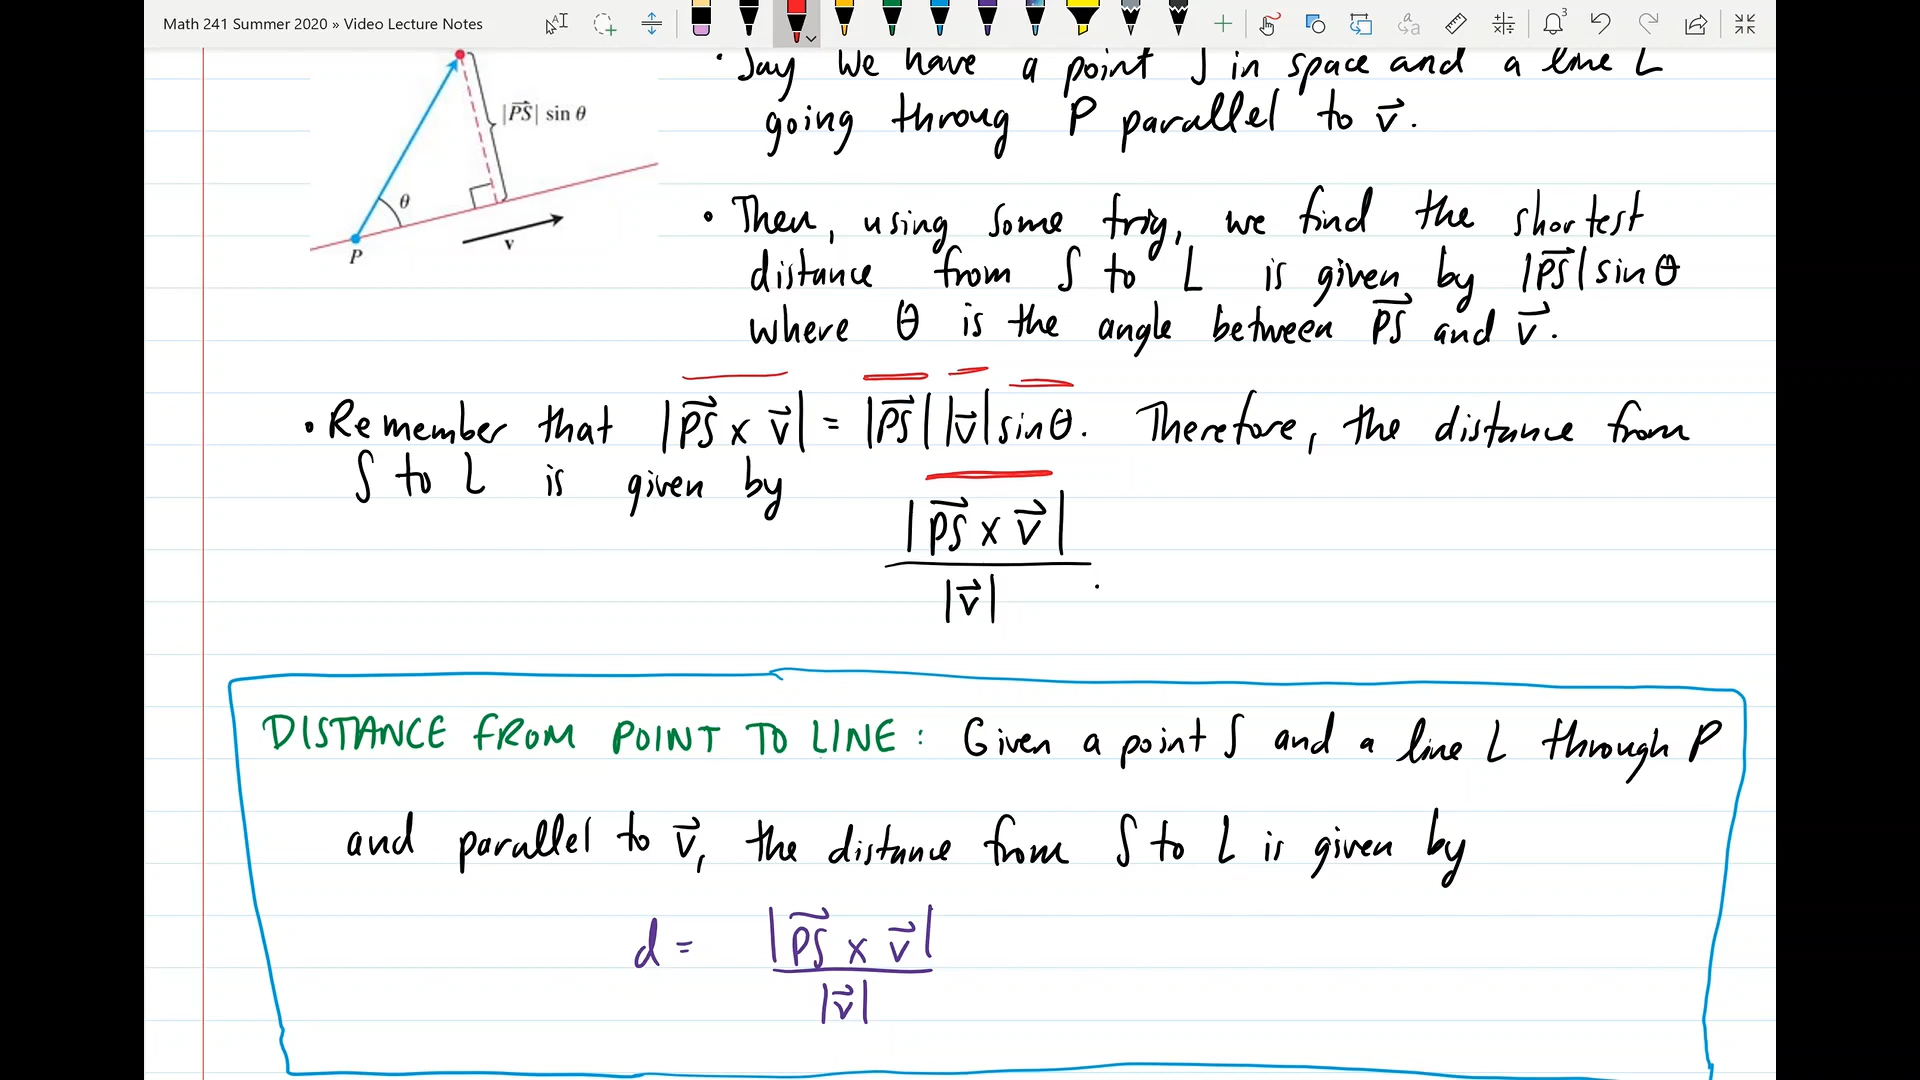 Math 241 Summer 2020 » Video Lecture Notes
3
• Say we have a point S in space and a line L
going throug P parallel to v⃗.
|PS⃗| sin θ
θ
v
P
• Then, using some trig, we find the shortest
distance from S to L is given by |PS⃗| sin θ
where θ is the angle between PS⃗ and v⃗.
• Remember that |PS⃗ × v⃗| = |PS⃗||v⃗| sin θ. Therefore, the distance from
S to L is given by
|PS⃗ × v⃗|
|v⃗| .
DISTANCE FROM POINT TO LINE: Given a point S and a line L through P
and parallel to v⃗, the distance from S to L is given by
d = |PS⃗ × v⃗|
|v⃗|